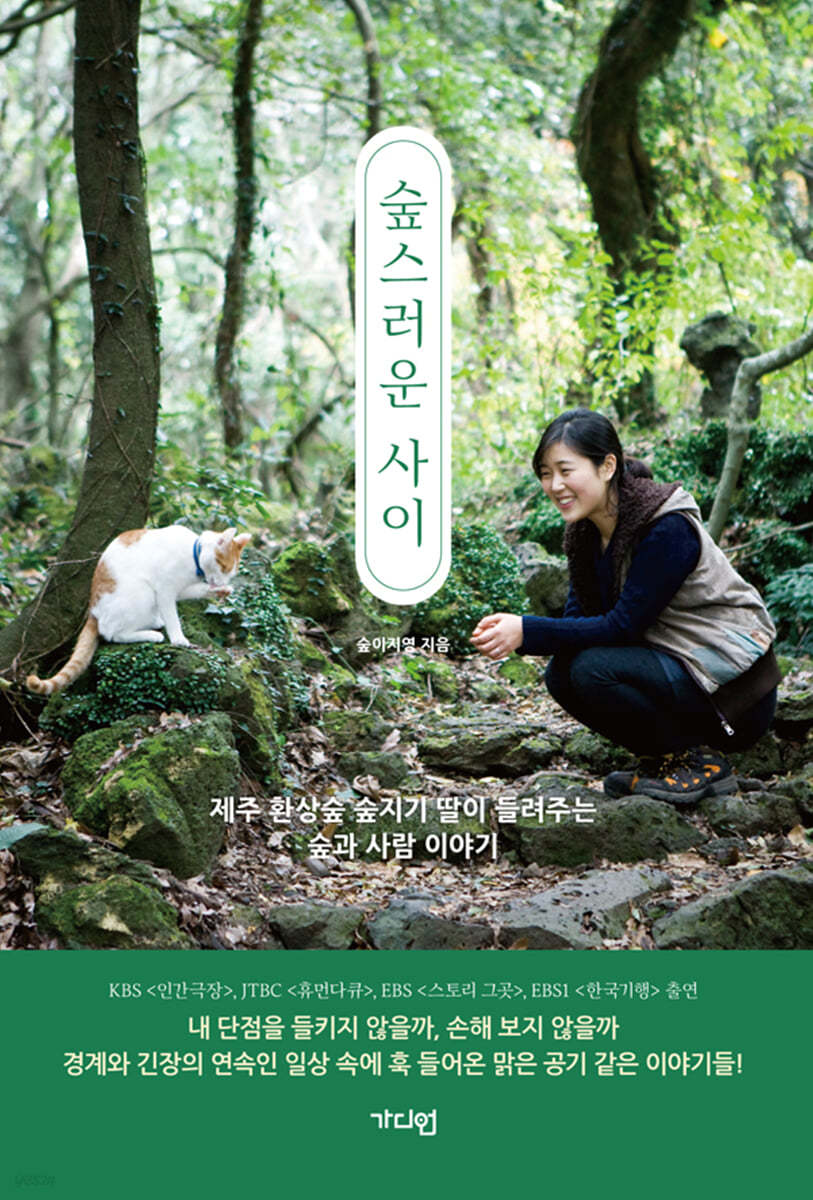 숲스러운 사이
숲아지영 지음
제주 환상숲 숲지기 딸이 들려주는
숲과 사람 이야기
KBS <인간극장>, JTBC <휴먼다큐>, EBS <스토리 그곳>, EBS1 <한국기행> 출연
내 단점을 들키지 않을까, 손해 보지 않을까
경계와 긴장의 연속인 일상 속에 훅 들어온 맑은 공기 같은 이야기들!
가디언